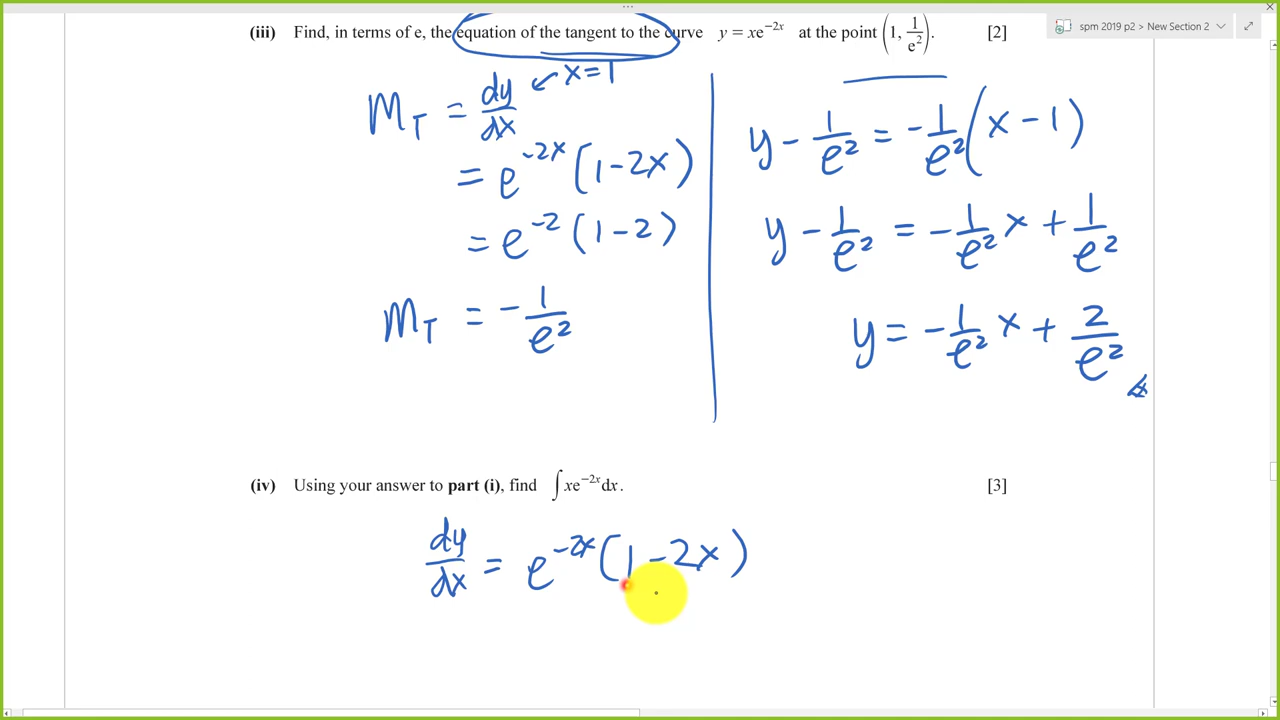 spm 2019 p2 > New Section 2
(iii) Find, in terms of e, the equation of the tangent to the curve y = xe⁻²ˣ at the point (1, 1/e²). [2]
M_T = dy/dx ← x=1
= e⁻²ˣ (1-2x)
= e⁻² (1-2)
M_T = - 1/e²
y - 1/e² = -1/e² (x - 1)
y - 1/e² = -1/e² x + 1/e²
y = -1/e² x + 2/e²
(iv) Using your answer to part (i), find ∫xe⁻²ˣdx. [3]
dy/dx = e⁻²ˣ (1-2x)